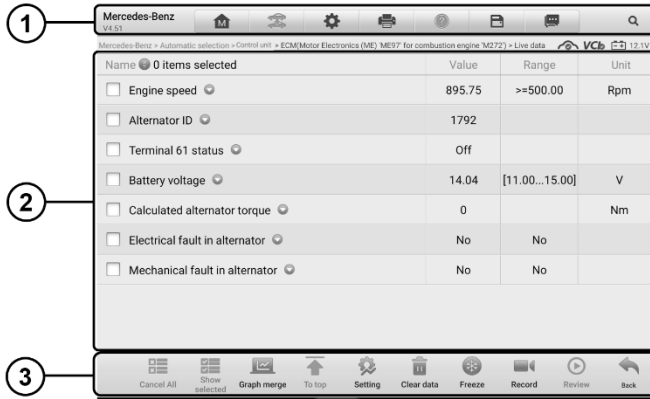 1
Mercedes-Benz
V4.51
Mercedes-Benz > Automatic selection > Control unit > ECM(Motor Electronics (ME) 'ME97' for combustion engine 'M272') > Live data VCIo 12.1V
2
Name 0 items selected Value Range Unit
Engine speed 895.75 >=500.00 Rpm
Alternator ID 1792
Terminal 61 status Off
Battery voltage 14.04 [11.00...15.00] V
Calculated alternator torque 0 Nm
Electrical fault in alternator No No
Mechanical fault in alternator No No
3
Cancel All Show selected Graph merge To top Setting Clear data Freeze Record Review Back